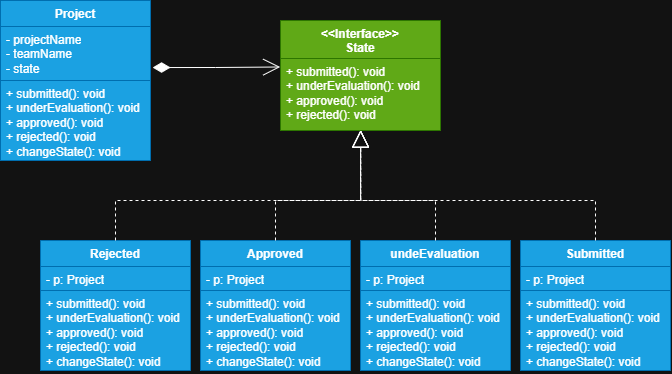 Project
- projectName
- teamName
- state
+ submitted(): void
+ underEvaluation(): void
+ approved(): void
+ rejected(): void
+ changeState(): void
<<Interface>>
State
+ submitted(): void
+ underEvaluation(): void
+ approved(): void
+ rejected(): void
Rejected
- p: Project
+ submitted(): void
+ underEvaluation(): void
+ approved(): void
+ rejected(): void
+ changeState(): void
Approved
- p: Project
+ submitted(): void
+ underEvaluation(): void
+ approved(): void
+ rejected(): void
+ changeState(): void
undeEvaluation
- p: Project
+ submitted(): void
+ underEvaluation(): void
+ approved(): void
+ rejected(): void
+ changeState(): void
Submitted
- p: Project
+ submitted(): void
+ underEvaluation(): void
+ approved(): void
+ rejected(): void
+ changeState(): void